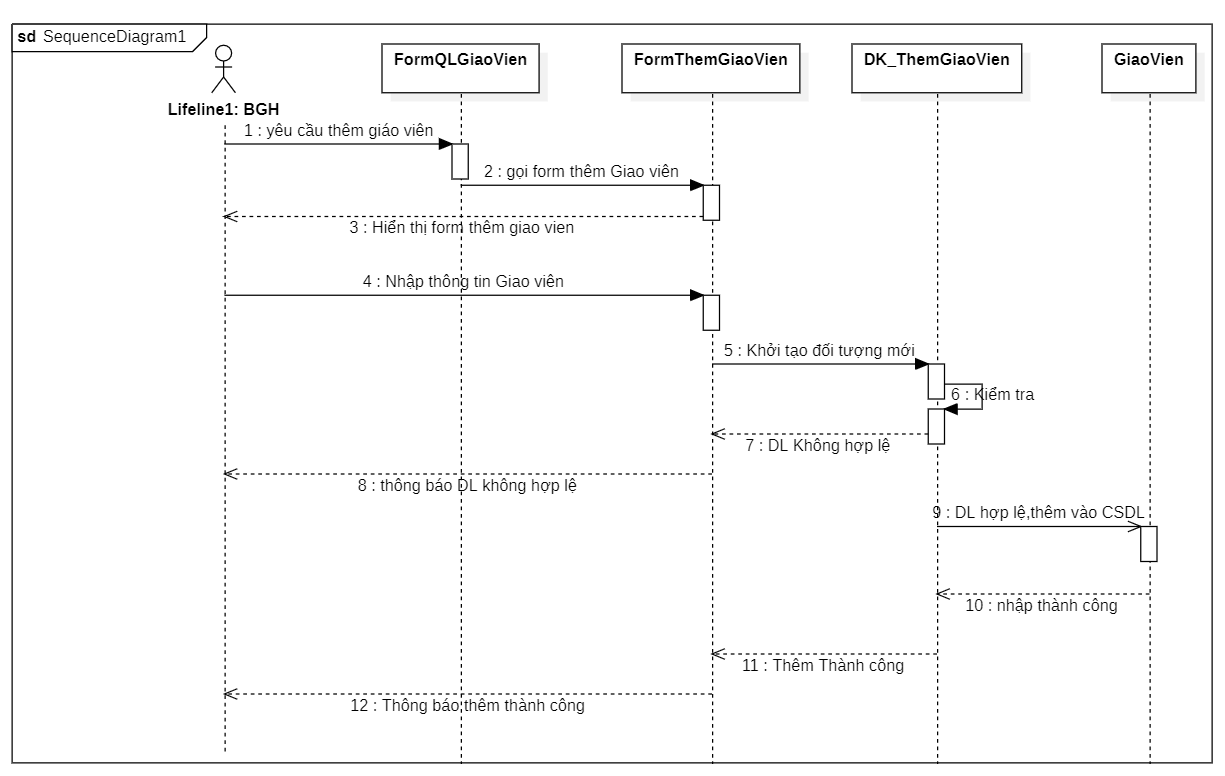 sd SequenceDiagram1
FormQLGiaoVien
FormThemGiaoVien
DK_ThemGiaoVien
GiaoVien
Lifeline1: BGH
1 : yêu cầu thêm giáo viên
2 : gọi form thêm Giao viên
3 : Hiển thị form thêm giao vien
4 : Nhập thông tin Giao viên
5 : Khởi tạo đối tượng mới
6 : Kiểm tra
7 : DL Không hợp lệ
8 : thông báo DL không hợp lệ
9 : DL hợp lệ,thêm vào CSDL
10 : nhập thành công
11 : Thêm Thành công
12 : Thông báo thêm thành công